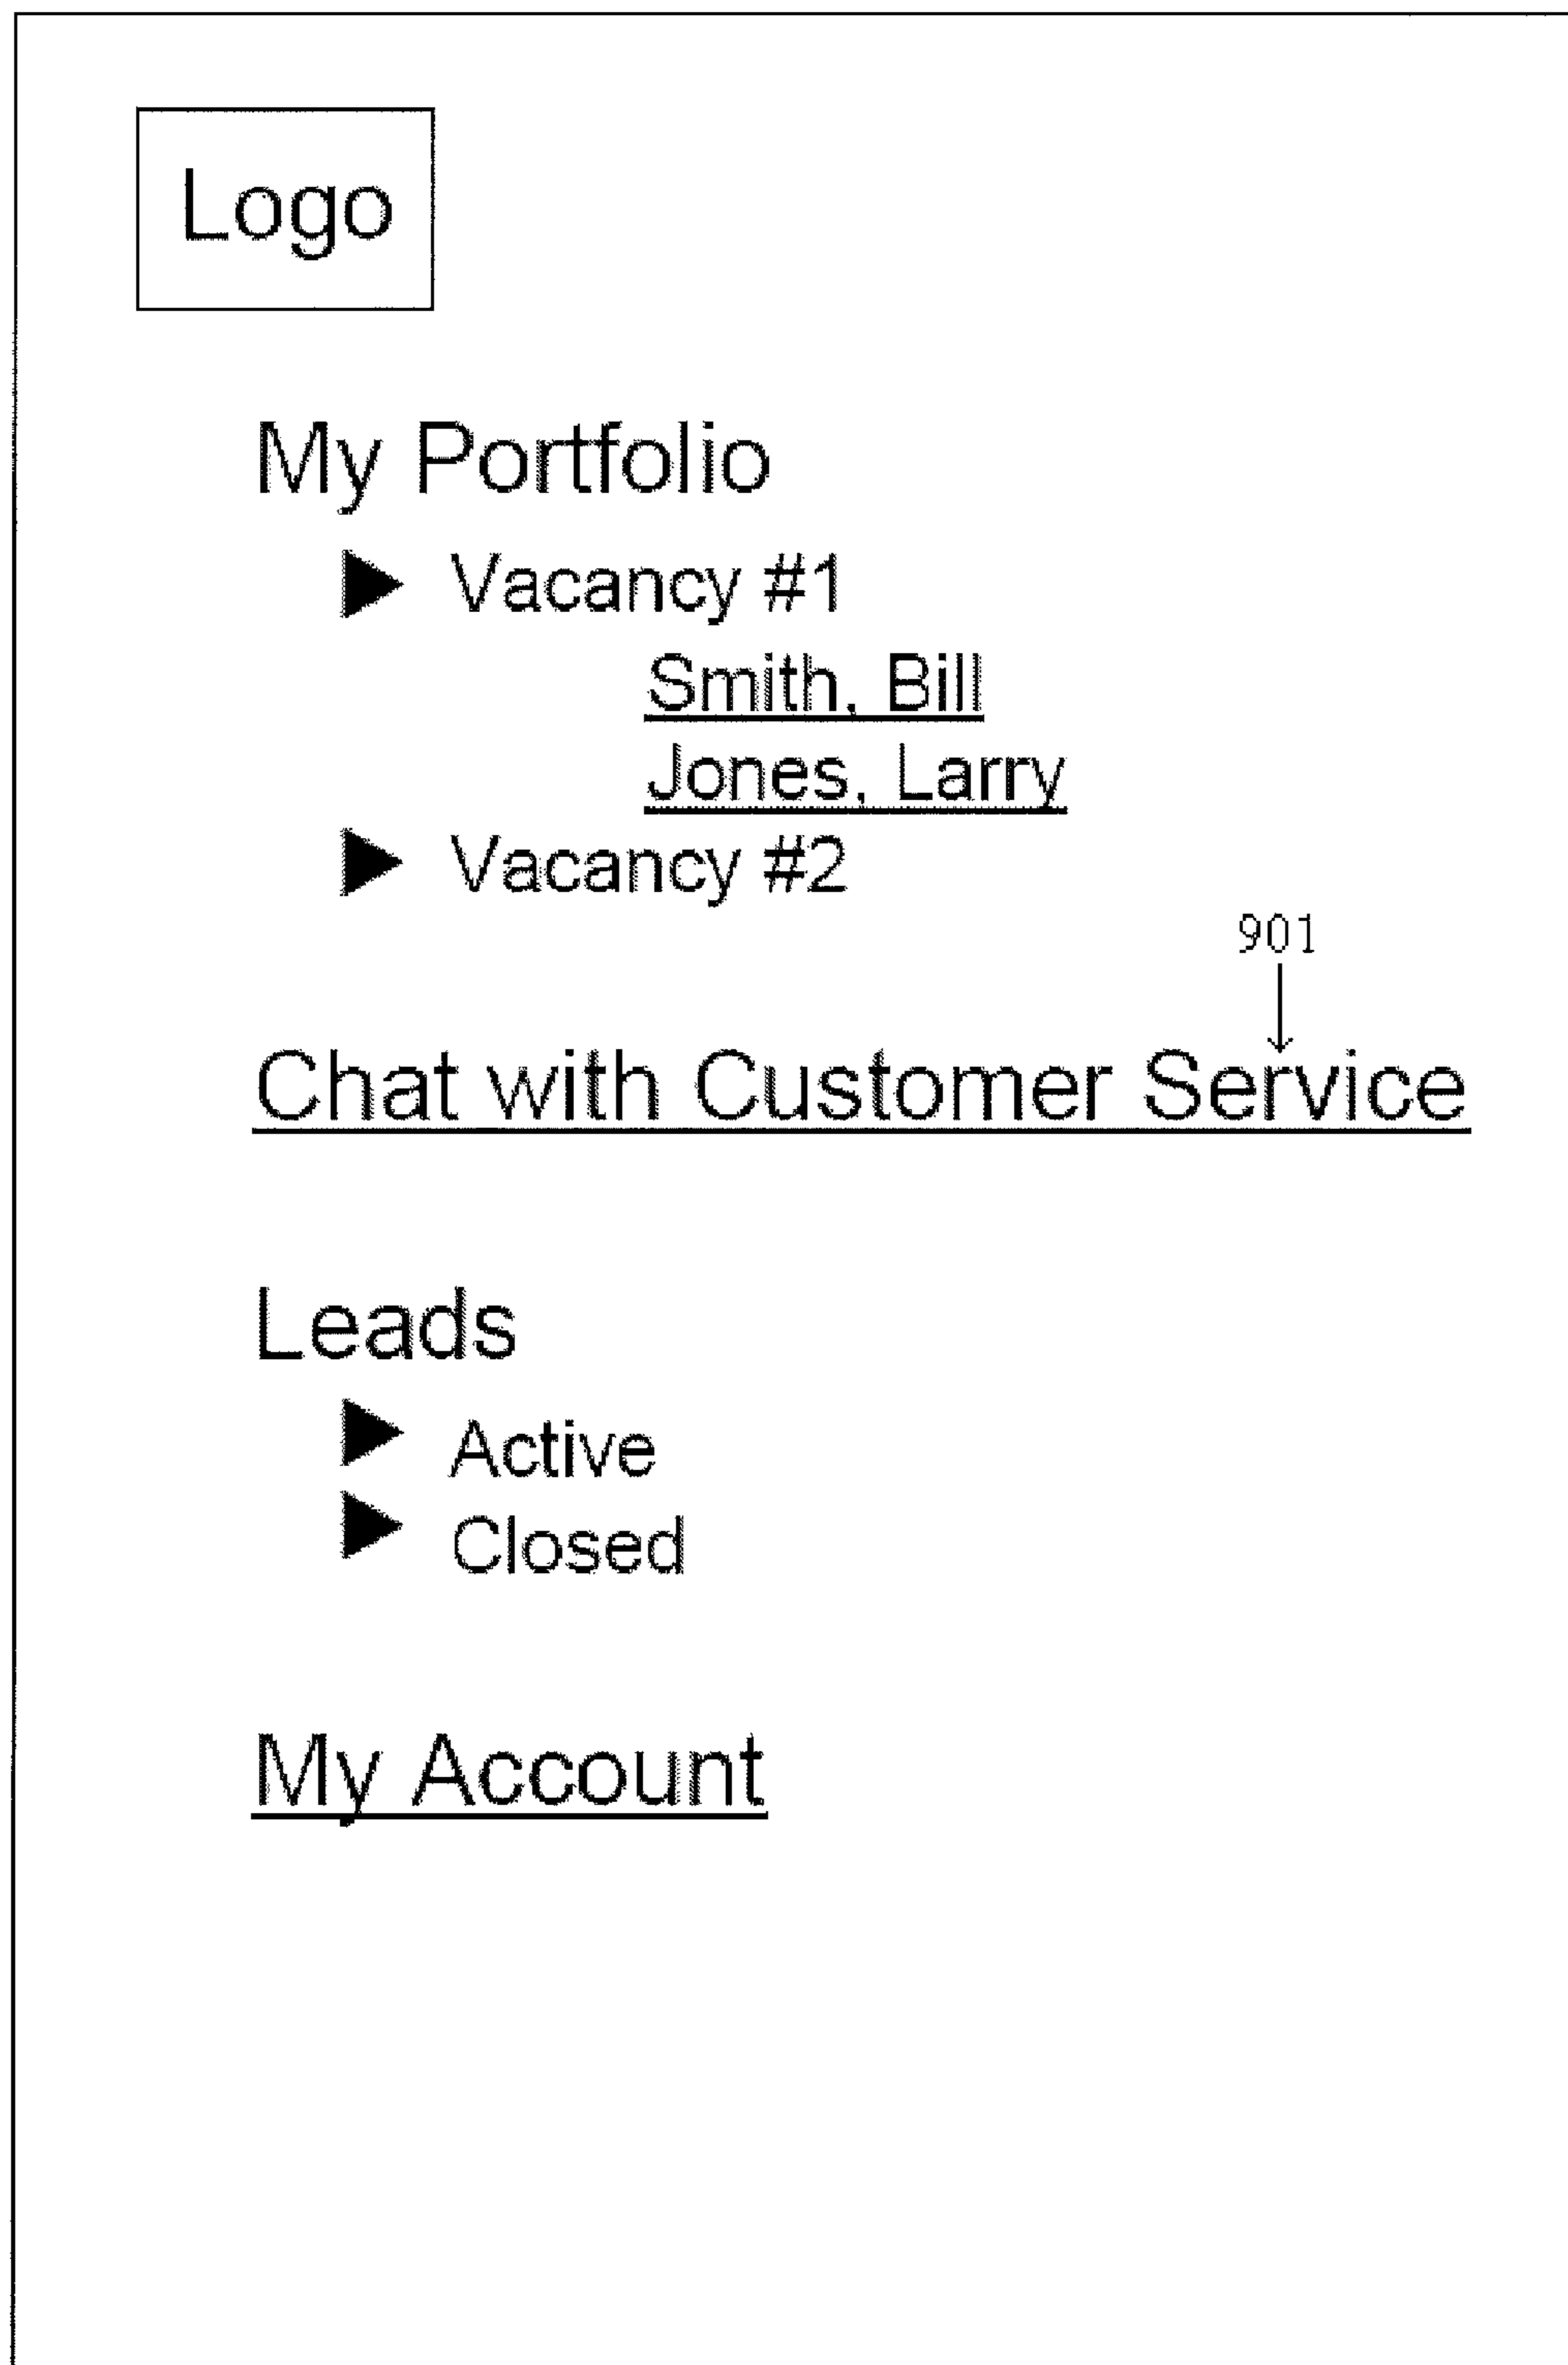 Logo
My Portfolio
Vacancy #1
Smith, Bill
Jones, Larry
Vacancy #2
901
Chat with Customer Service
Leads
Active
Closed
My Account